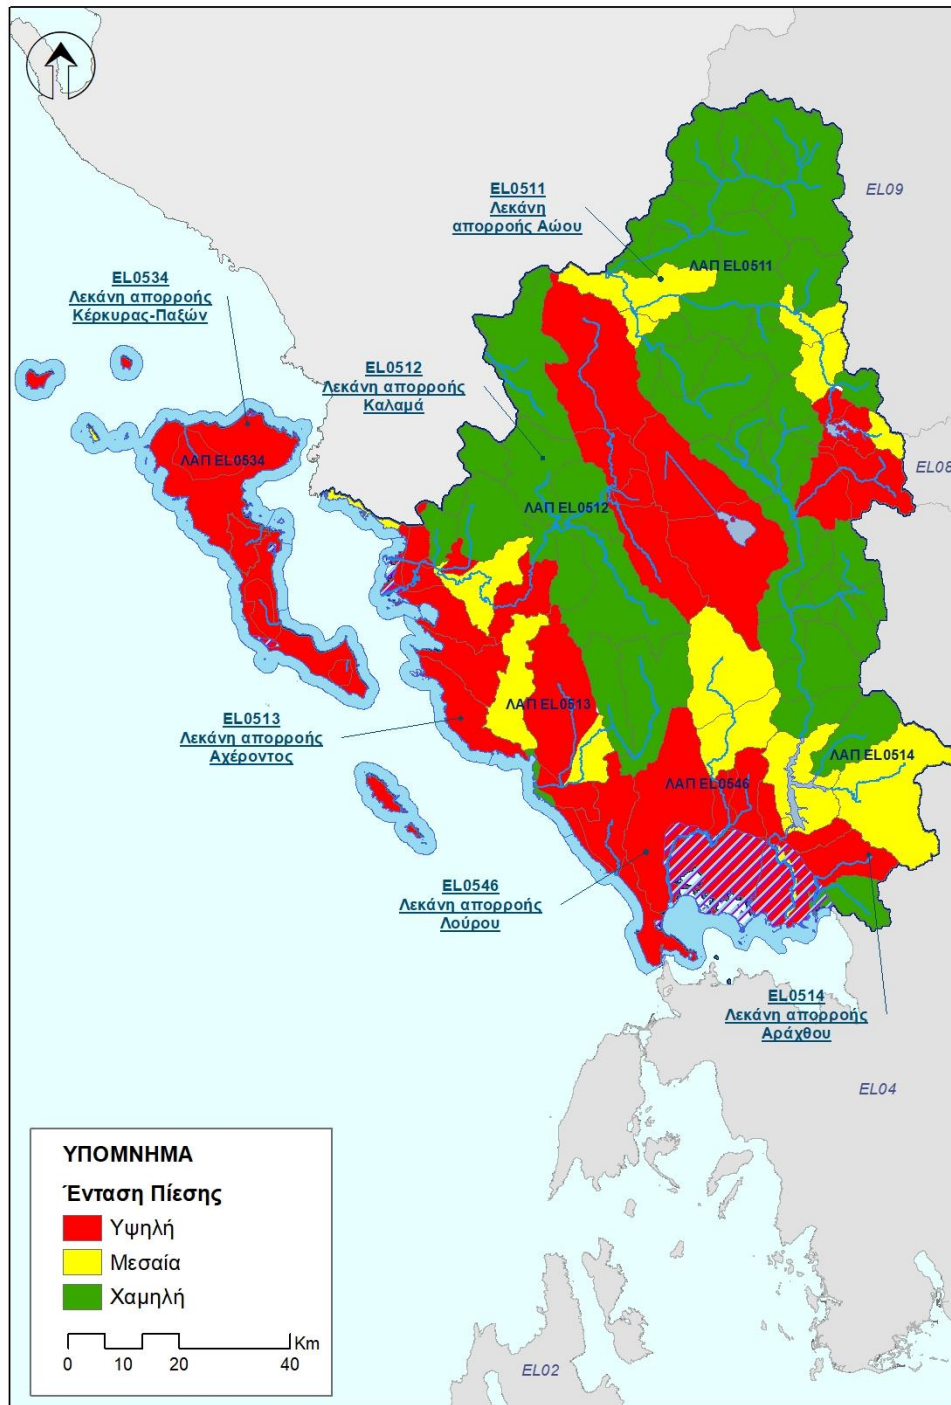 EL09
EL0511
Λεκάνη
απορροής Αώου
ΛΑΠ EL0511
EL0534
Λεκάνη απορροής
Κέρκυρας-Παξών
EL0512
Λεκάνη απορροής
Καλαμά
ΛΑΠ EL0534
EL08
ΛΑΠ EL0512
ΛΑΠ EL0513
EL0513
Λεκάνη απορροής
Αχέροντος
ΛΑΠ EL0514
ΛΑΠ EL0546
EL0546
Λεκάνη απορροής
Λούρου
EL0514
Λεκάνη απορροής
Αράχθου
EL04
ΥΠΟΜΝΗΜΑ
Ένταση Πίεσης
Υψηλή
Μεσαία
Χαμηλή
Km
0 10 20 40
EL02